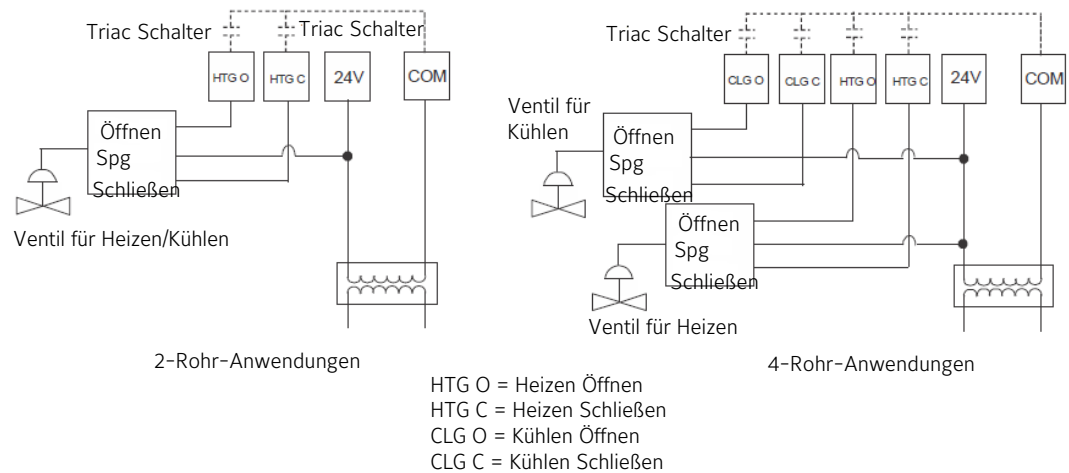 Triac Schalter
Triac Schalter
HTG O
HTG C
24V
COM
Öffnen
Spg
Schließen
Ventil für Heizen/Kühlen
2-Rohr-Anwendungen
Triac Schalter
CLG O
CLG C
HTG O
HTG C
24V
COM
Ventil für
Kühlen
Öffnen
Spg
Schließen
Öffnen
Spg
Schließen
Ventil für Heizen
4-Rohr-Anwendungen
HTG O = Heizen Öffnen
HTG C = Heizen Schließen
CLG O = Kühlen Öffnen
CLG C = Kühlen Schließen